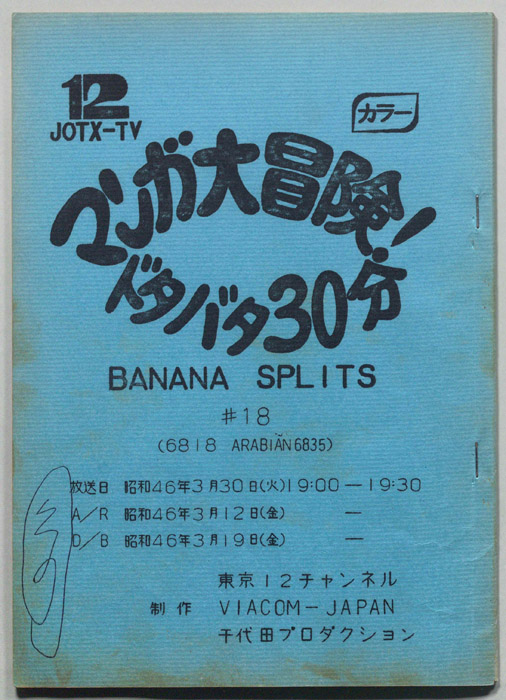 12
JOTX-TV
カラー
マンガ大冒険!
ドタバタ30分
BANANA SPLITS
#18
(6818 ARABIAN 6835)
放送日 昭和46年3月30日(火)19:00 — 19:30
A/R 昭和46年3月12日(金) —
D/B 昭和46年3月19日(金) —
東京12チャンネル
制作 VIACOM-JAPAN
千代田プロダクション